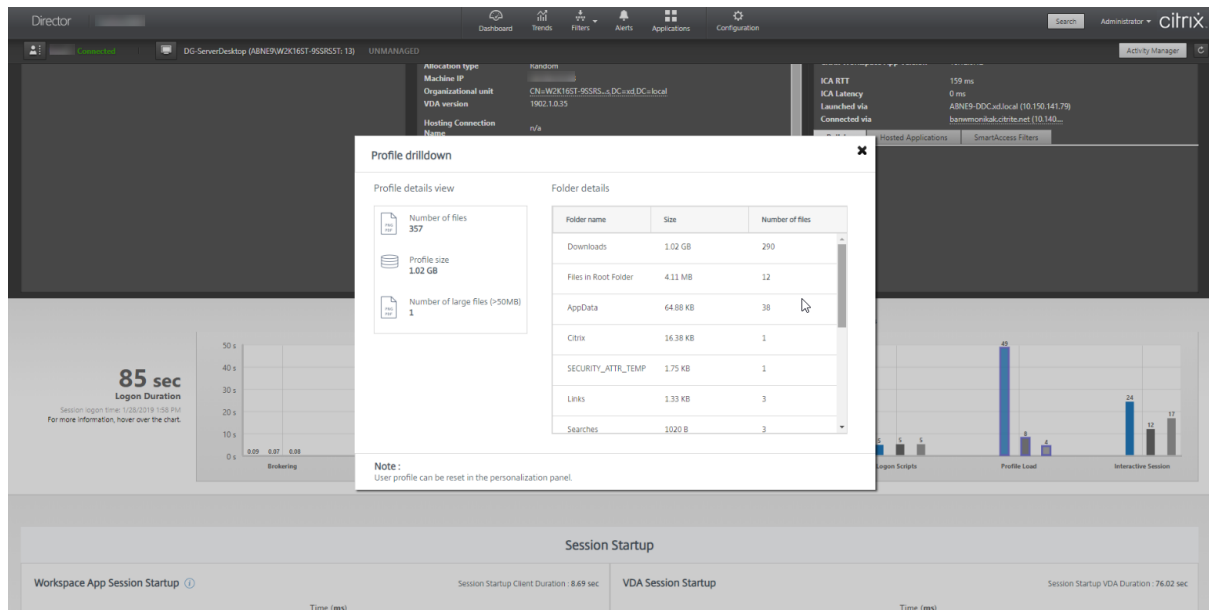 Director
Dashboard
Trends
Filters
Alerts
Applications
Configuration
Search
Administrator
citrix
Connected
DG-ServerDesktop (ABNE9\W2K16ST-9SSRS5T: 13)
UNMANAGED
Activity Manager
Allocation type Random
Machine IP
Organizational unit CN=W2K16ST-9SSRS...s,DC=xd,DC=local
VDA version 1902.1.0.35
Hosting Connection
Name
n/a
ICA RTT 159 ms
ICA Latency 0 ms
Launched via ABNE9-DDC.xd.local (10.150.141.79)
Connected via banwmonikak.citrite.net (10.140....
Hosted Applications
SmartAccess Filters
Profile drilldown
Profile details view
Number of files
357
Profile size
1.02 GB
Number of large files (>50MB)
1
Folder details
Folder name Size Number of files
Downloads 1.02 GB 290
Files in Root Folder 4.11 MB 12
AppData 64.88 KB 38
Citrix 16.38 KB 1
SECURITY_ATTR_TEMP 1.75 KB 1
Links 1.33 KB 3
Searches 1020 B 3
Note :
User profile can be reset in the personalization panel.
85 sec
Logon Duration
Session logon time: 1/28/2019 1:58 PM
For more information, hover over the chart.
50 s
40 s
30 s
20 s
10 s
0 s
0.09 0.07 0.08
Brokering
5 5
Logon Scripts
49
8
4
Profile Load
24
12
17
Interactive Session
Session Startup
Workspace App Session Startup
Session Startup Client Duration : 8.69 sec
VDA Session Startup
Session Startup VDA Duration : 76.02 sec
Time (ms)
Time (ms)